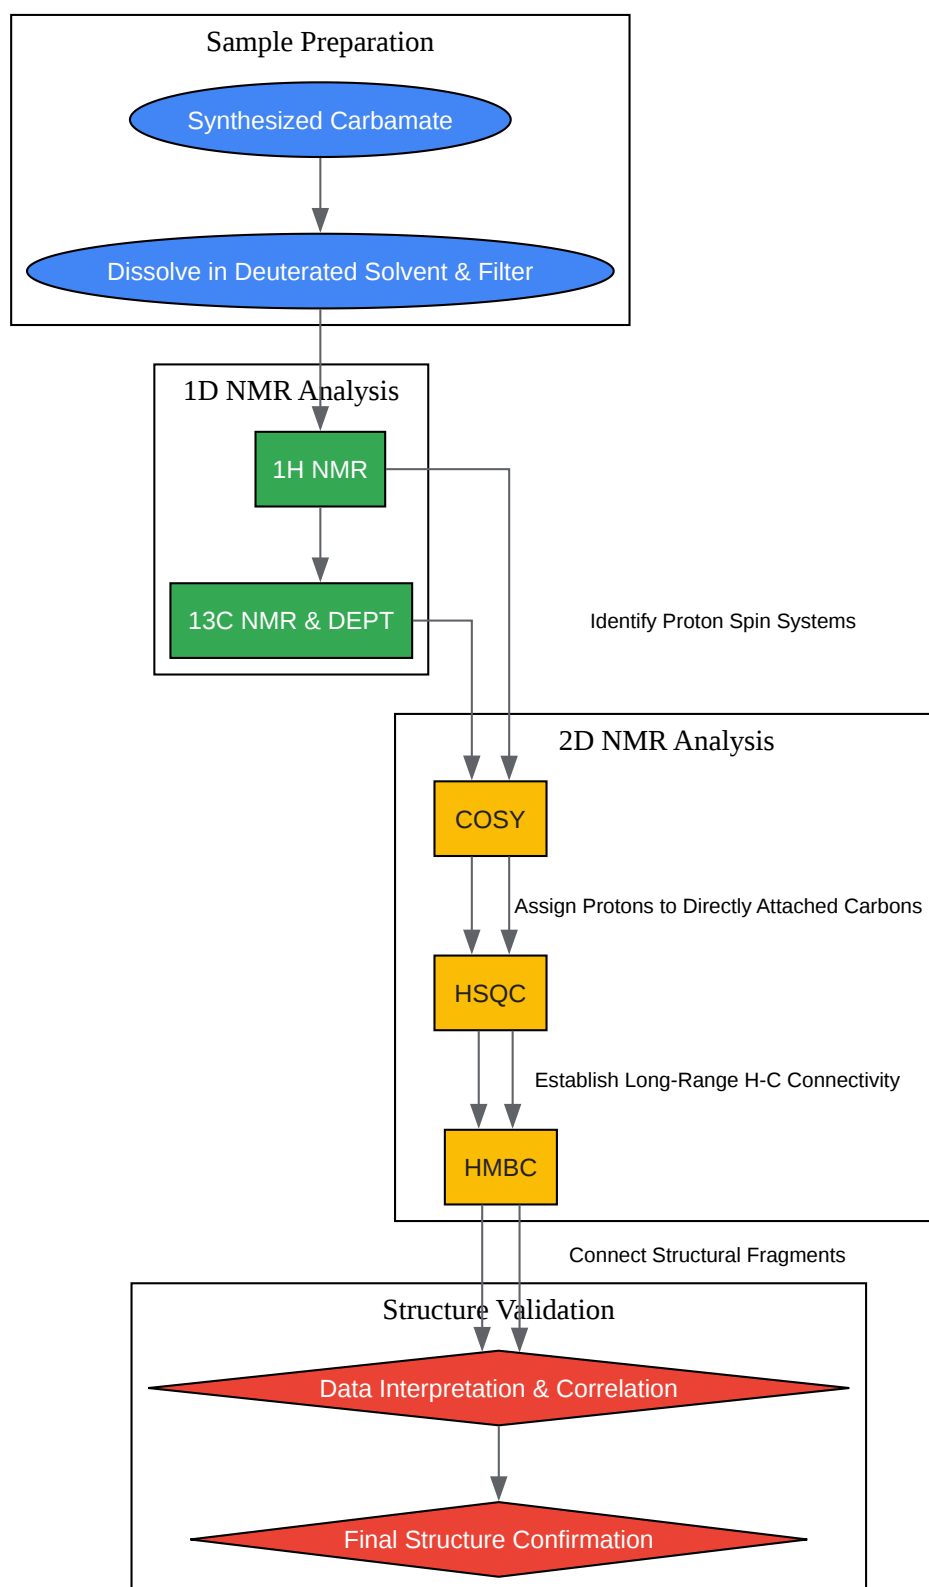 Sample Preparation
Synthesized Carbamate
Dissolve in Deuterated Solvent & Filter
1D NMR Analysis
1H NMR
13C NMR & DEPT
Identify Proton Spin Systems
2D NMR Analysis
COSY
Assign Protons to Directly Attached Carbons
HSQC
Establish Long-Range H-C Connectivity
HMBC
Connect Structural Fragments
Structure Validation
Data Interpretation & Correlation
Final Structure Confirmation